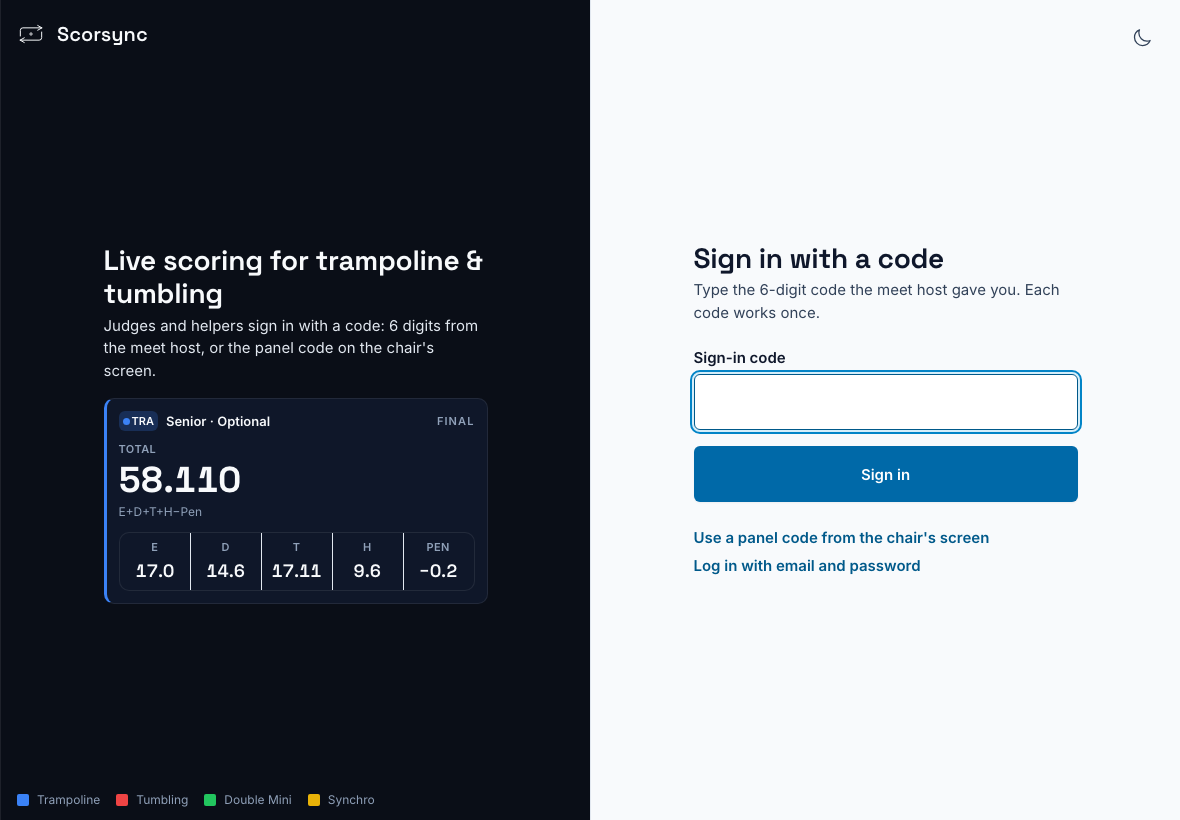 Scorsync
Live scoring for trampoline &
tumbling
Judges and helpers sign in with a code: 6 digits from
the meet host, or the panel code on the chair's
screen.
TRA Senior · Optional FINAL
TOTAL
58.110
E+D+T+H−Pen
E D T H PEN
17.0 14.6 17.11 9.6 −0.2
Trampoline Tumbling Double Mini Synchro
Sign in with a code
Type the 6-digit code the meet host gave you. Each
code works once.
Sign-in code
Sign in
Use a panel code from the chair's screen
Log in with email and password